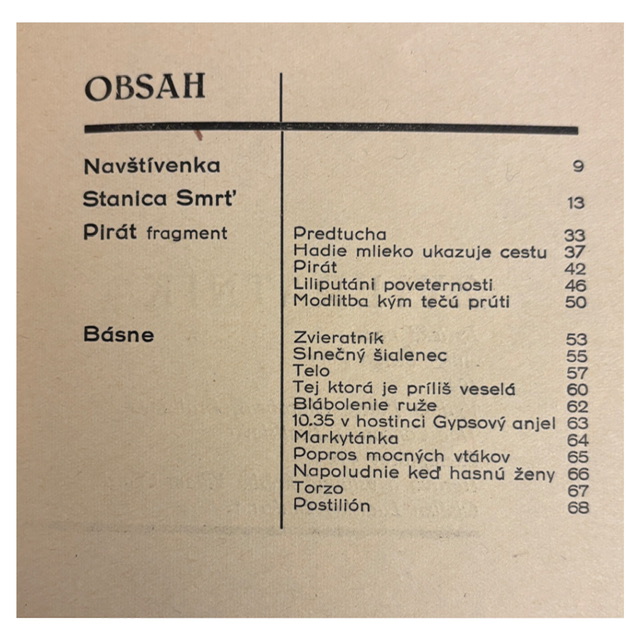 OBSAH
Navštívenka 9
Stanica Smrť 13
Pirát fragment Predtucha 33
Hadie mlieko ukazuje cestu 37
Pirát 42
Liliputáni poveternosti 46
Modlitba kým tečú prúti 50
Básne Zvieratník 53
Slnečný šialenec 55
Telo 57
Tej ktorá je príliš veselá 60
Blábolenie ruže 62
10.35 v hostinci Gypsový anjel 63
Markytánka 64
Popros mocných vtákov 65
Napoludnie keď hasnú ženy 66
Torzo 67
Postilión 68